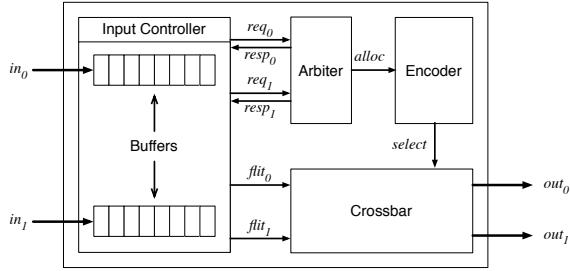 Input Controller
req0
resp0
alloc
Arbiter
Encoder
in0
req1
resp1
Buffers
select
flit0
out0
Crossbar
in1
flit1
out1